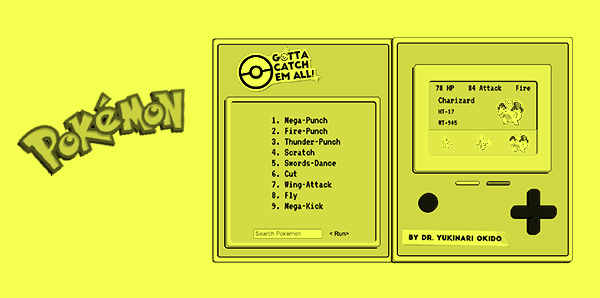 POKéMON
GOTTA
CATCH
'EM ALL!
1. Mega-Punch
2. Fire-Punch
3. Thunder-Punch
4. Scratch
5. Swords-Dance
6. Cut
7. Wing-Attack
8. Fly
9. Mega-Kick
Search Pokémon < Run>
78 HP 84 Attack Fire
Charizard
HT-17
WT-905
BY DR. YUKINARI OKIDO